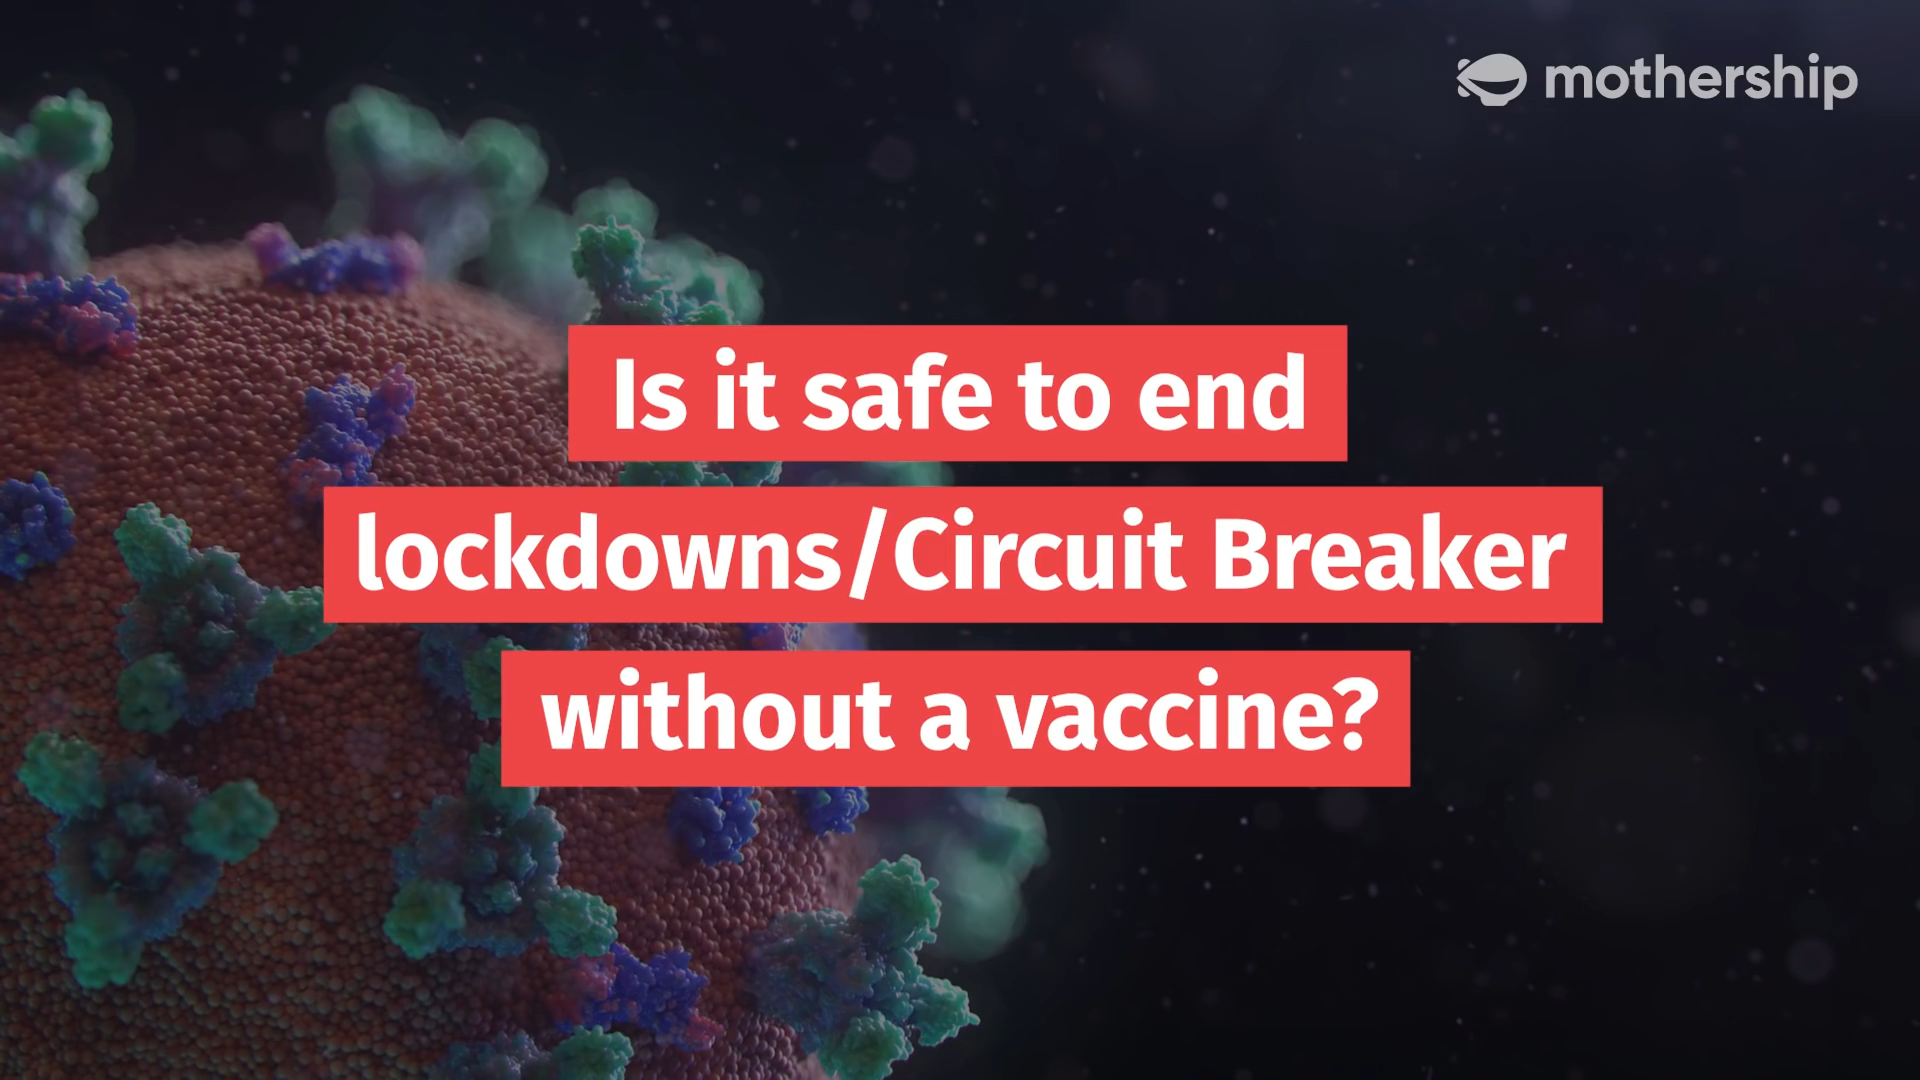 mothership
Is it safe to end
lockdowns/Circuit Breaker
without a vaccine?